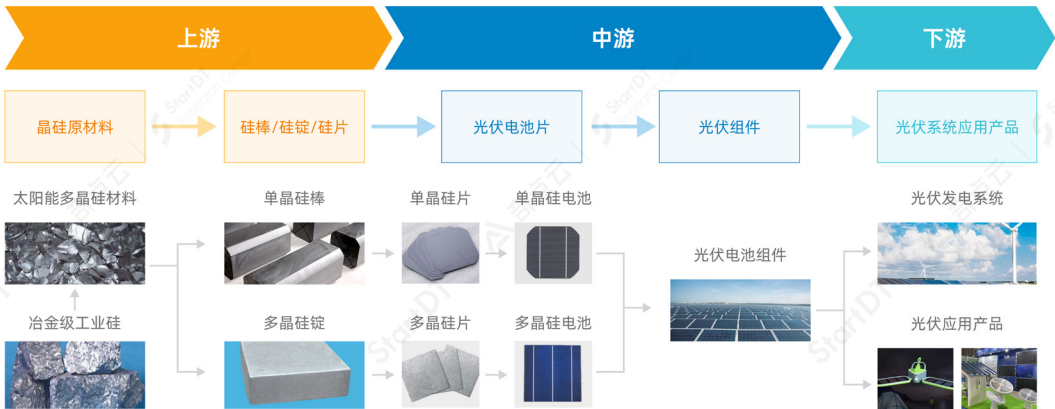 上游
中游
下游
晶硅原材料
硅棒/硅锭/硅片
光伏电池片
光伏组件
光伏系统应用产品
太阳能多晶硅材料
单晶硅棒
单晶硅片
单晶硅电池
光伏发电系统
光伏电池组件
冶金级工业硅
多晶硅锭
多晶硅片
多晶硅电池
光伏应用产品
StartDT
奇点云